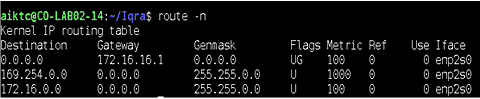 aiktc@CO-LAB02-14:~/Iqra$ route -n
Kernel IP routing table
Destination Gateway Genmask Flags Metric Ref Use Iface
0.0.0.0 172.16.16.1 0.0.0.0 UG 100 0 0 enp2s0
169.254.0.0 0.0.0.0 255.255.0.0 U 1000 0 0 enp2s0
172.16.0.0 0.0.0.0 255.255.0.0 U 100 0 0 enp2s0